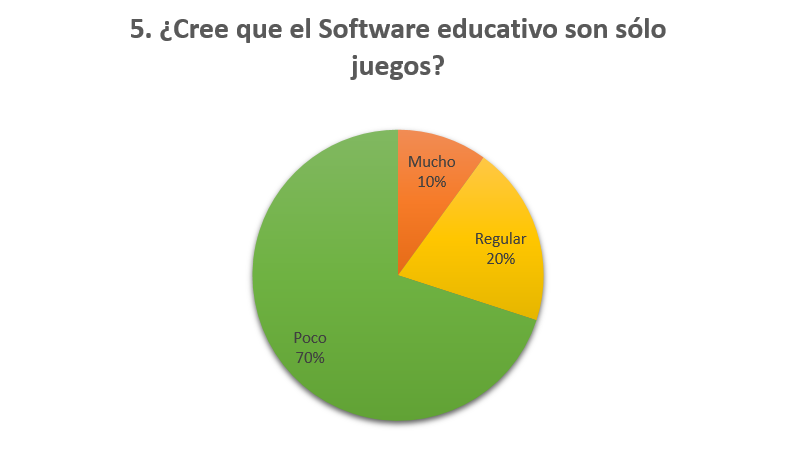 5. ¿Cree que el Software educativo son sólo
juegos?
Mucho
10%
Regular
20%
Poco
70%